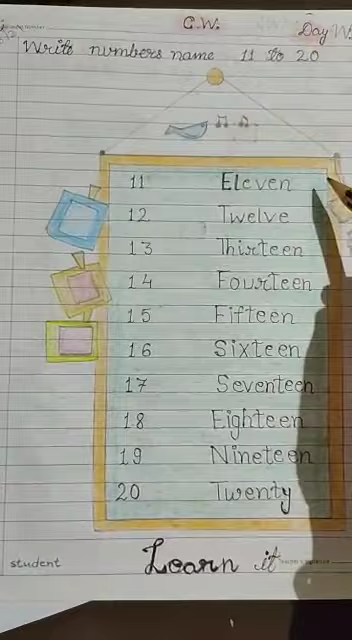 C.W.
Day
Write numbers name 11 to 20
11 Eleven
12 Twelve
13 Thirteen
14 Fourteen
15 Fifteen
16 Sixteen
17 Seventeen
18 Eighteen
19 Nineteen
20 Twenty
Learn it
student